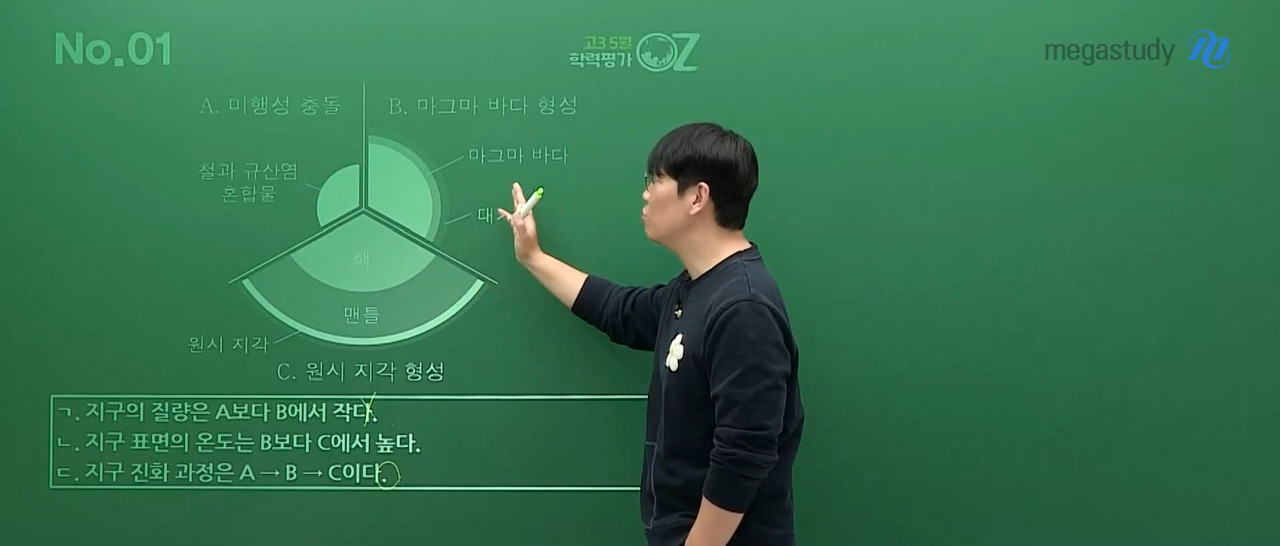 No.01
고3 5월
학력평가 OZ
megastudy
A. 미행성 충돌
B. 마그마 바다 형성
마그마 바다
철과 규산염
혼합물
대
핵
맨틀
원시 지각
C. 원시 지각 형성
ㄱ. 지구의 질량은 A보다 B에서 작다.
ㄴ. 지구 표면의 온도는 B보다 C에서 높다.
ㄷ. 지구 진화 과정은 A → B → C이다.